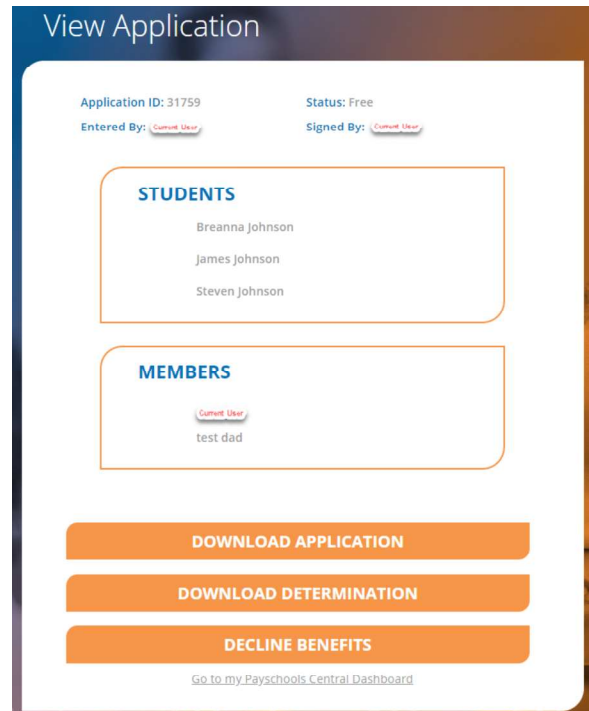 View Application
Application ID: 31759 Status: Free
Entered By: Current User Signed By: Current User
STUDENTS
Breanna Johnson
James Johnson
Steven Johnson
MEMBERS
Current User
test dad
DOWNLOAD APPLICATION
DOWNLOAD DETERMINATION
DECLINE BENEFITS
Go to my Payschools Central Dashboard